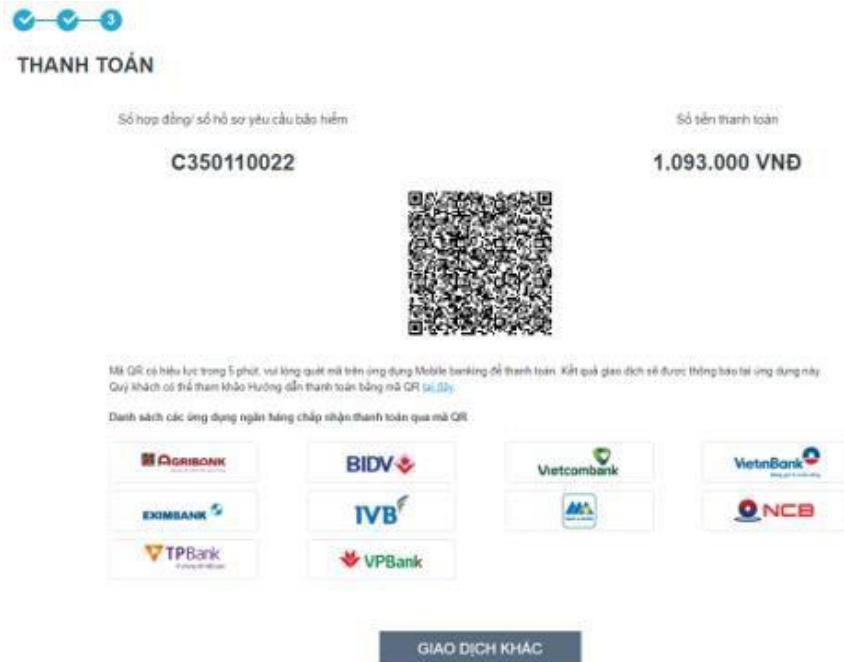 3
THANH TOÁN
Số hợp đồng/ số hồ sơ yêu cầu bảo hiểm
Số tiền thanh toán
C350110022
1.093.000 VNĐ
Mã QR có hiệu lực trong 5 phút, vui lòng quét mã trên ứng dụng Mobile banking để thanh toán. Kết quả giao dịch sẽ được thông báo tại ứng dụng này.
Quý khách có thể tham khảo Hướng dẫn thanh toán bằng mã QR tại đây.
Danh sách các ứng dụng ngân hàng chấp nhận thanh toán qua mã QR
AGRIBANK
BIDV
Vietcombank
VietinBank
EXIMBANK
IVB
NCB
TPBank
VPBank
GIAO DỊCH KHÁC